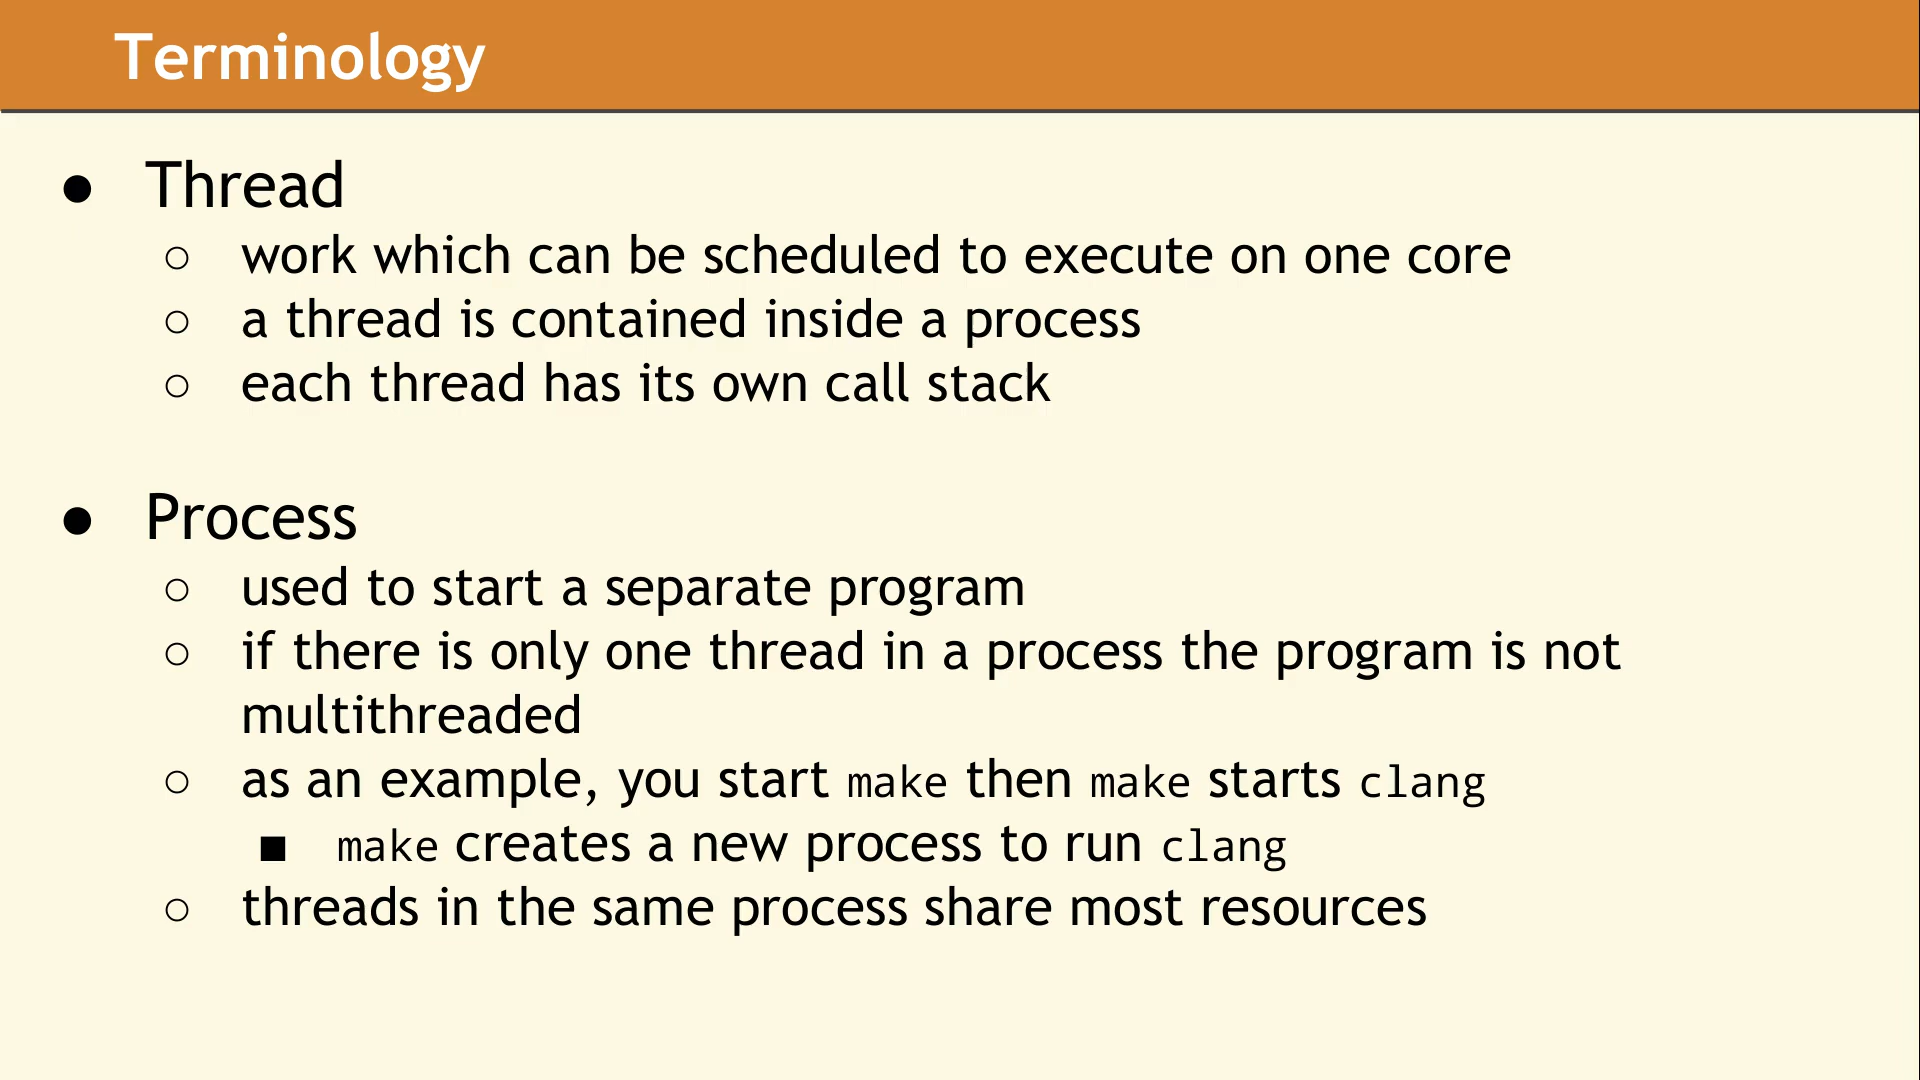 Terminology
● Thread
○ work which can be scheduled to execute on one core
○ a thread is contained inside a process
○ each thread has its own call stack
● Process
○ used to start a separate program
○ if there is only one thread in a process the program is not
multithreaded
○ as an example, you start make then make starts clang
■ make creates a new process to run clang
○ threads in the same process share most resources